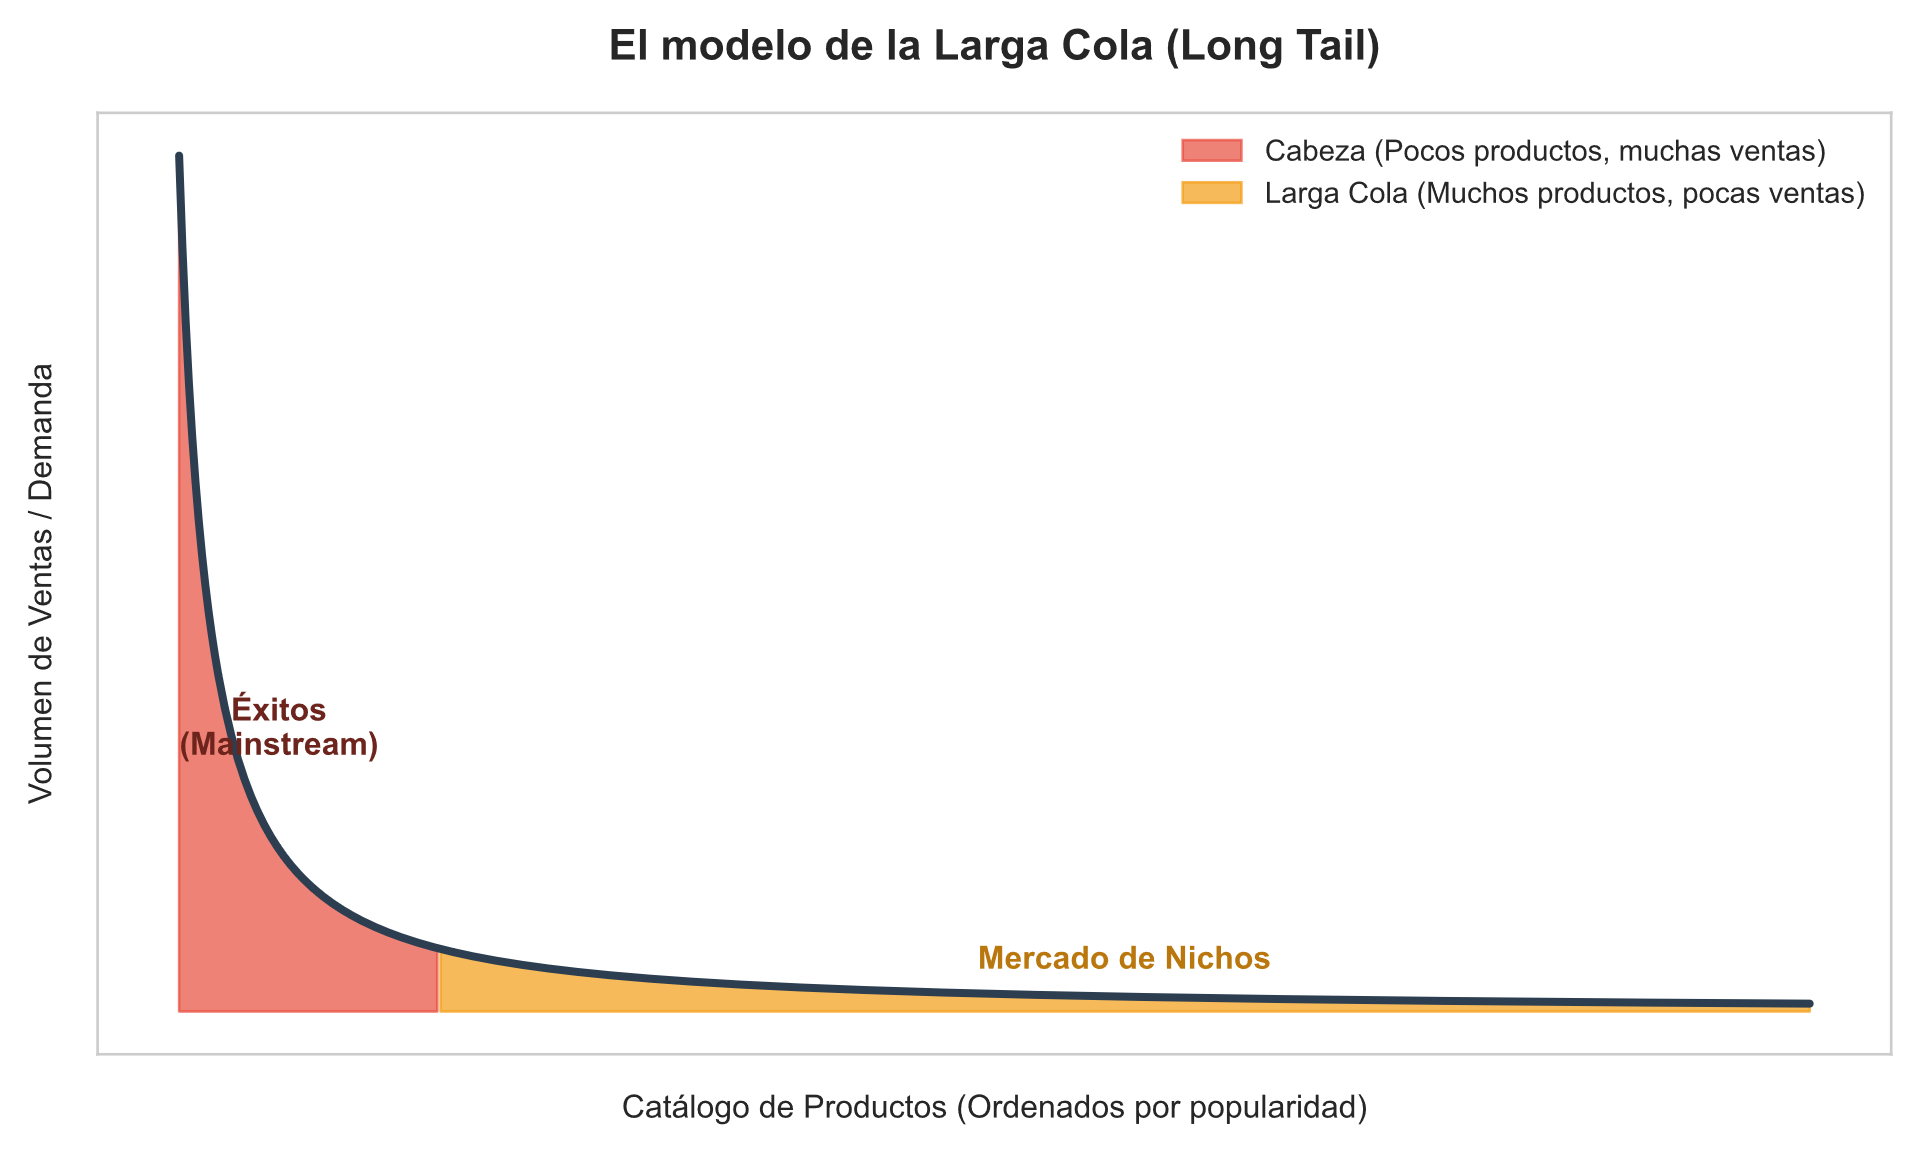 El modelo de la Larga Cola (Long Tail)
Cabeza (Pocos productos, muchas ventas)
Larga Cola (Muchos productos, pocas ventas)
Volumen de Ventas / Demanda
Éxitos
(Mainstream)
Mercado de Nichos
Catálogo de Productos (Ordenados por popularidad)